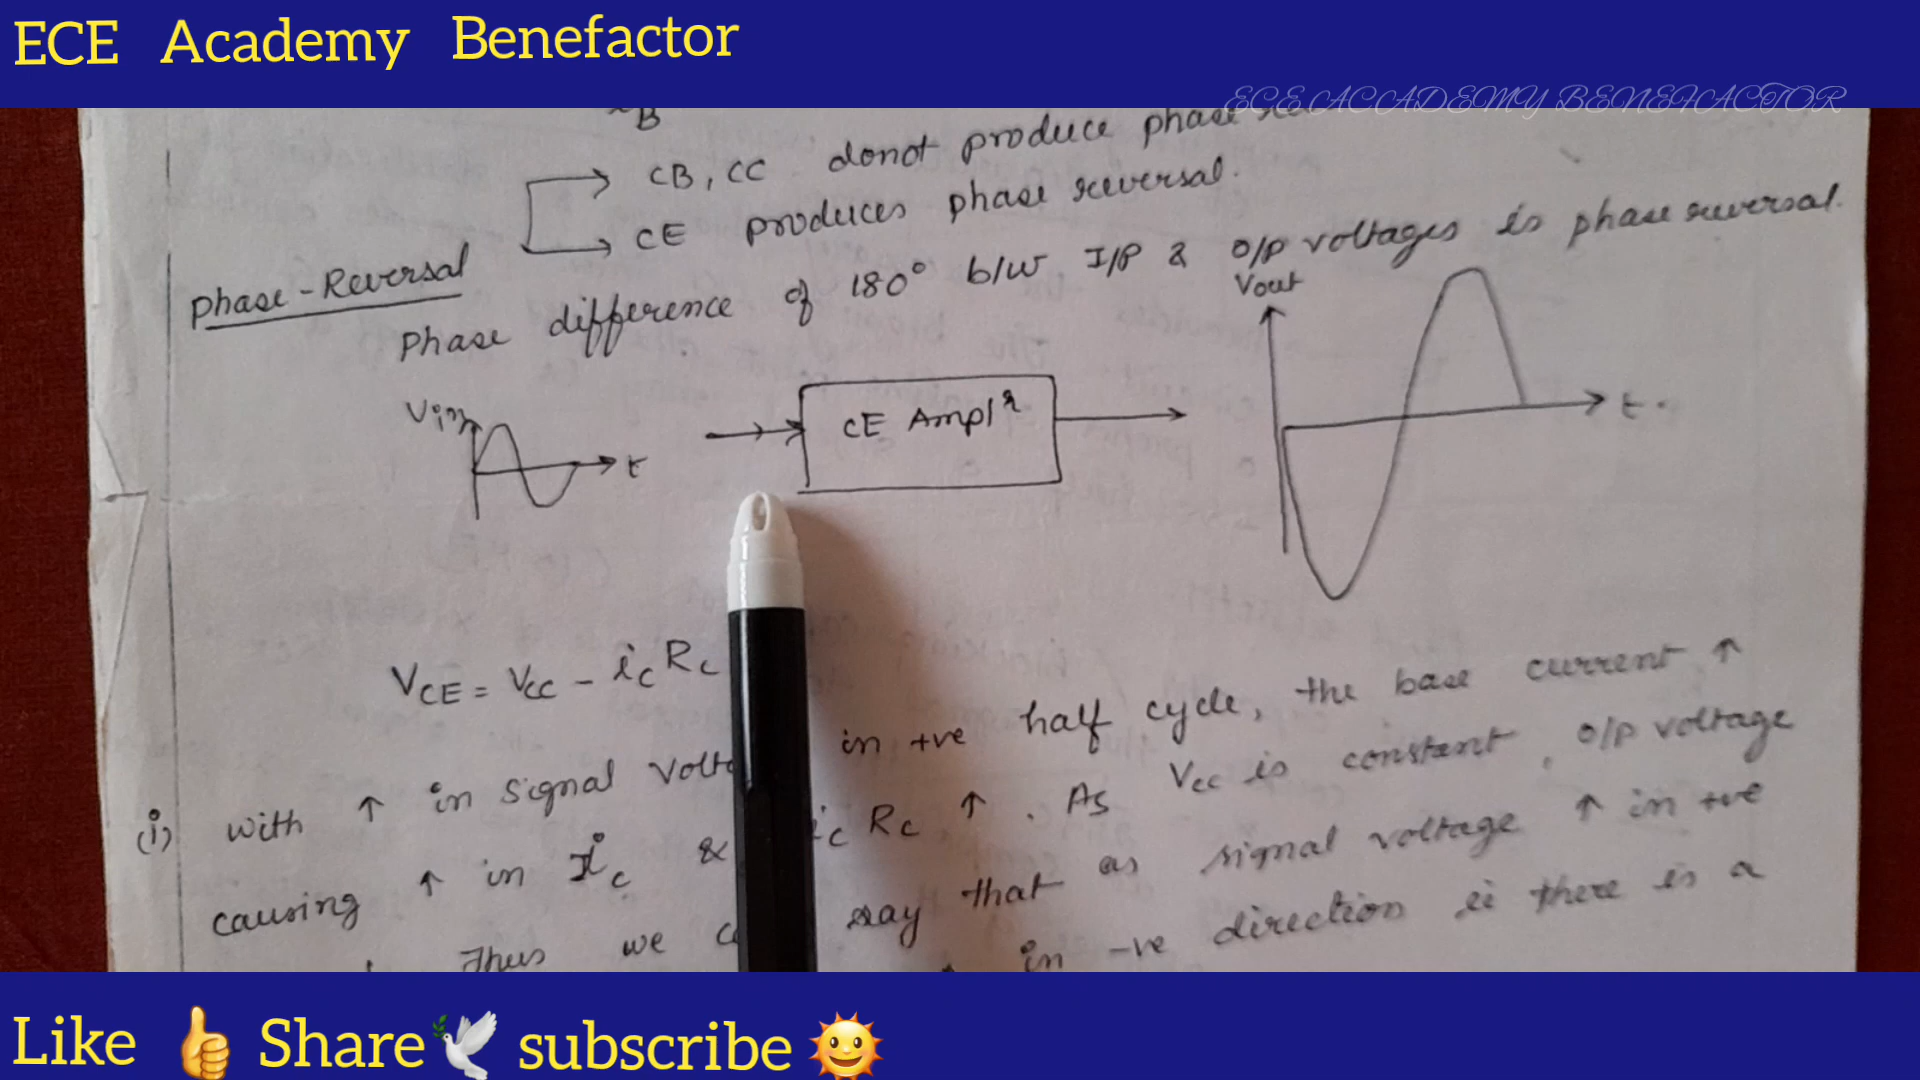 ECE Academy Benefactor
ECE ACCADEMY BENEFACTOR
B
CB, CC donot produce phase
CE produces phase reversal.
Phase-Reversal
Phase difference of 180° b/w I/P & O/P voltages is phase reversal.
Vout
Vin
t
CE Amplr
t.
VCE = VCC - icRc
(i) with ↑ in signal in +ve half cycle, the base current ↑
causing ↑ in ic & ic Rc ↑. As Vcc is constant, O/P voltage
Thus we say that as signal voltage ↑ in +ve
in -ve direction ie there is a
Like 👍 Share 🕊 subscribe 🌞